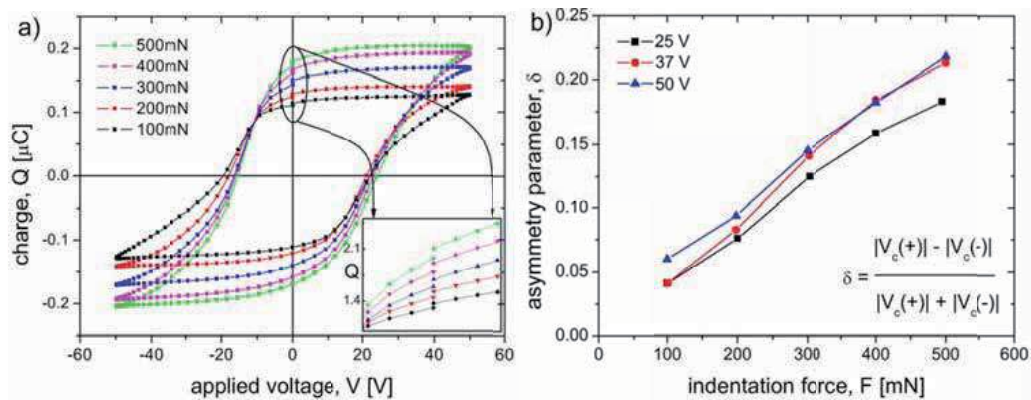 a)
500mN
400mN
300mN
200mN
100mN
charge, Q [µC]
0.2
0.1
0.0
-0.1
-0.2
-60
-40
-20
0
20
40
60
applied voltage, V [V]
Q
2.1
1.4
b)
25 V
37 V
50 V
asymmetry parameter, δ
0.25
0.20
0.15
0.10
0.05
0.00
0
100
200
300
400
500
600
indentation force, F [mN]
|Vc(+)| - |Vc(-)|
δ =
|Vc(+)| + |Vc(-)|